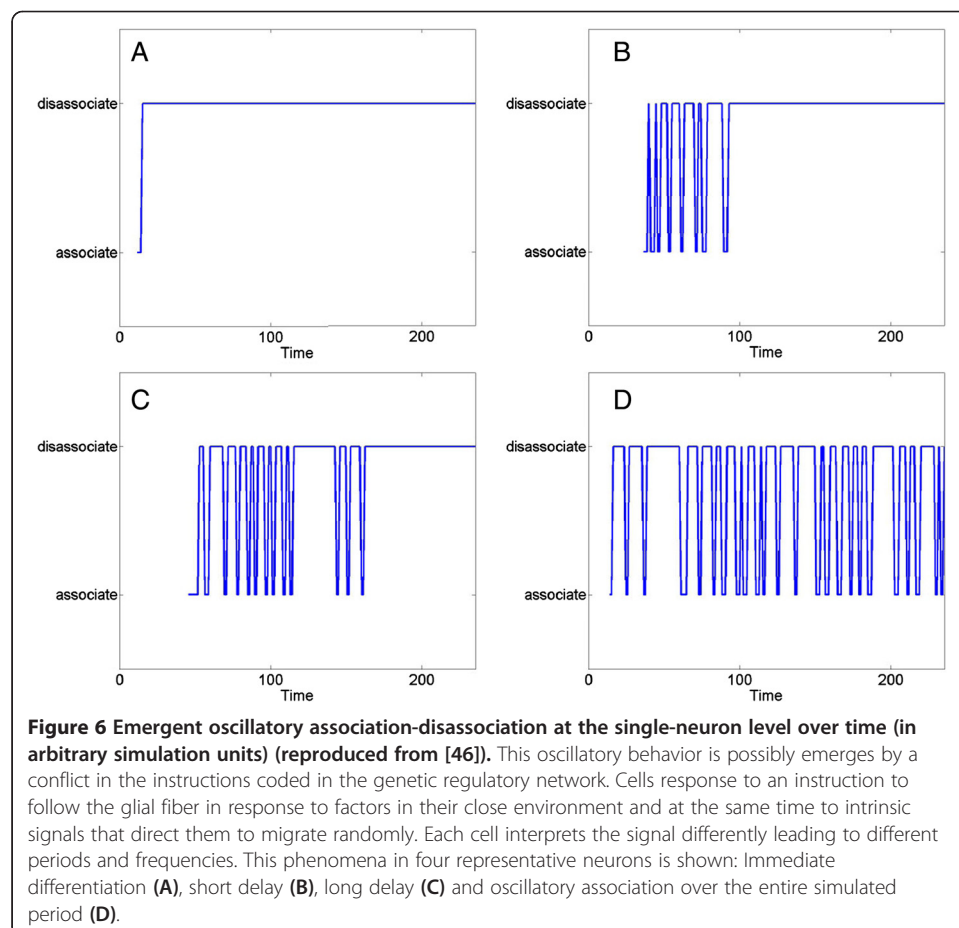 A
disassociate
associate
0
100
200
Time
B
disassociate
associate
0
100
200
Time
C
disassociate
associate
0
100
200
Time
D
disassociate
associate
0
100
200
Time
Figure 6 Emergent oscillatory association-disassociation at the single-neuron level over time (in
arbitrary simulation units) (reproduced from [46]). This oscillatory behavior is possibly emerges by a
conflict in the instructions coded in the genetic regulatory network. Cells response to an instruction to
follow the glial fiber in response to factors in their close environment and at the same time to intrinsic
signals that direct them to migrate randomly. Each cell interprets the signal differently leading to different
periods and frequencies. This phenomena in four representative neurons is shown: Immediate
differentiation (A), short delay (B), long delay (C) and oscillatory association over the entire simulated
period (D).